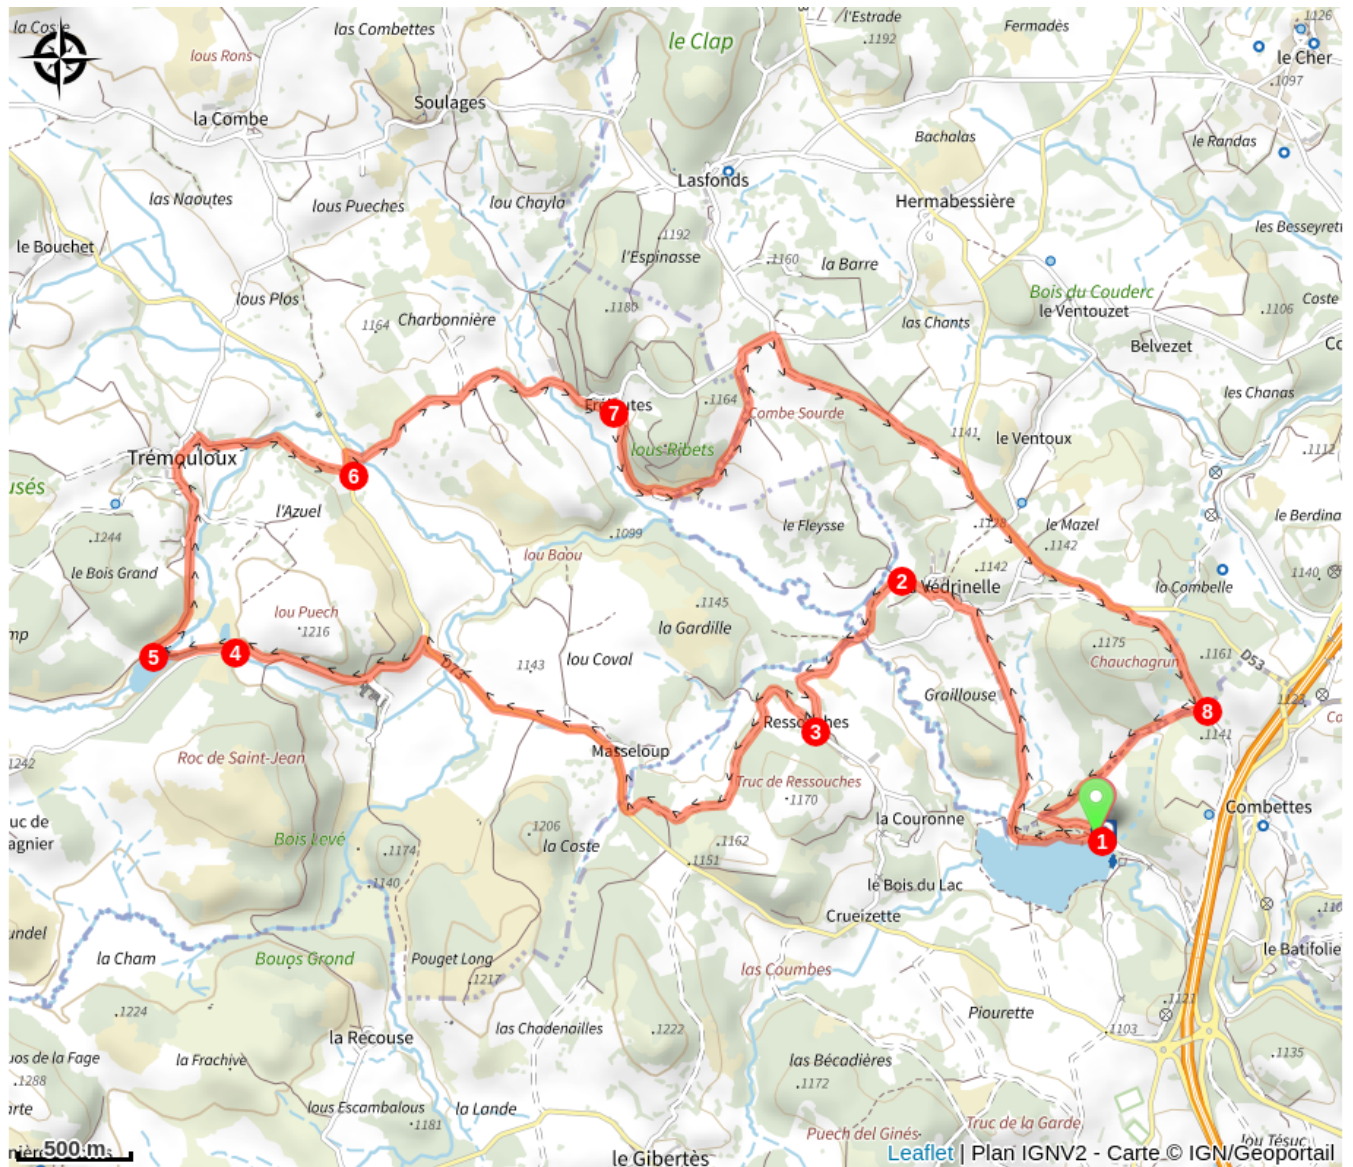 la Coste
las Combettes
le Clap
l'Estrade
.1192
Fermadès
1126
lous Rons
le Cher
.1097
Soulages
la Combe
Bachalas
le Randas
Lasfonds
las Naoutes
lous Pueches
lou Chayla
Hermabessière
les Besseyret
le Bouchet
.1192
l'Espinasse
.1160
la Barre
Bois du Couderc
le Ventouzet
lous Plos
.1180
.1106
Coste
1164
Charbonnière
las Chants
Belvezet
Co
les Chanas
.1164
Combe Sourde
7
1141.
le Ventoux
.1112
Trémouloux
lous Ribets
6
usés
l'Azuel
le Fleysse
.1128
le Mazel
le Berdina
.1244
.1099
lou Baou
.1142
le Bois Grand
.1142
la Combelle
1140.
2
Védrinelle
lou Puech
.1145
.1216
la Gardille
mp
.1175
4
5
1143
lou Coval
Chauchagrun
.1161
D53
D73
Graillouse
1123
8
3
.1141
Ca
Masseloup
Roc de Saint-Jean
1242
Truc de Ressouches
.1170
Combettes
uc de
agnier
.1206
la Couronne
Bois Levé
.1174
la Coste
.1162
1
.1151
.1140
le Bois du Lac
Crueizette
undel
la Cham
Bouos Grond
Pouget Long
le Batifolie
las Coumbes
.1217
.1121
.1224
Piourette
las Chadenailles
.1222
.1103
la Recouse
uos de la Fage
la Frachive
las Bécadières
.1135
.1288
.1172
arte
lous Escambalous
la Lande
.1181
Truc de la Garde
Puech del Ginés
lou Tésuc
500 m
le Gibertès
Leaflet | Plan IGNV2 - Carte © IGN/Geoportail